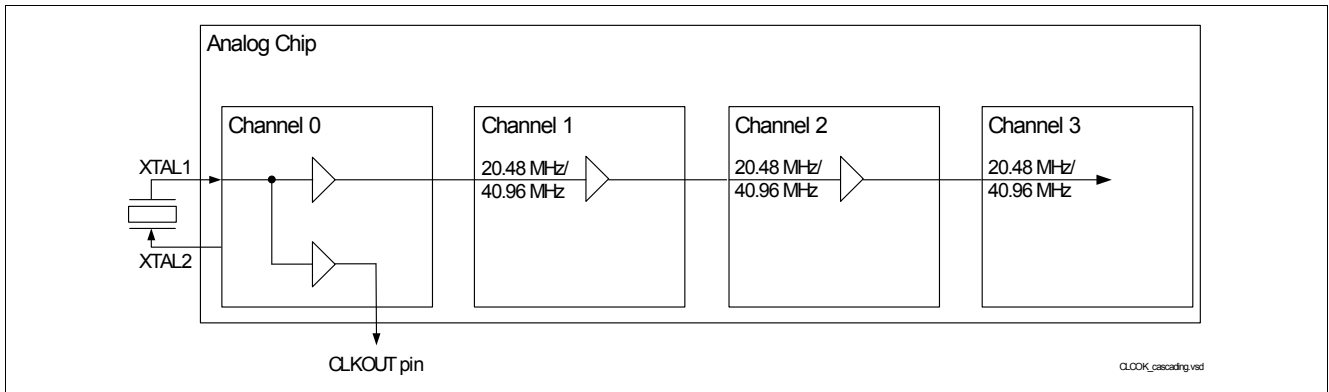 Analog Chip
Channel 0
Channel 1
Channel 2
Channel 3
XTAL1
20.48 MHz/
40.96 MHz
20.48 MHz/
40.96 MHz
20.48 MHz/
40.96 MHz
XTAL2
CLKOUT pin
CLOOK_cascading.vsd